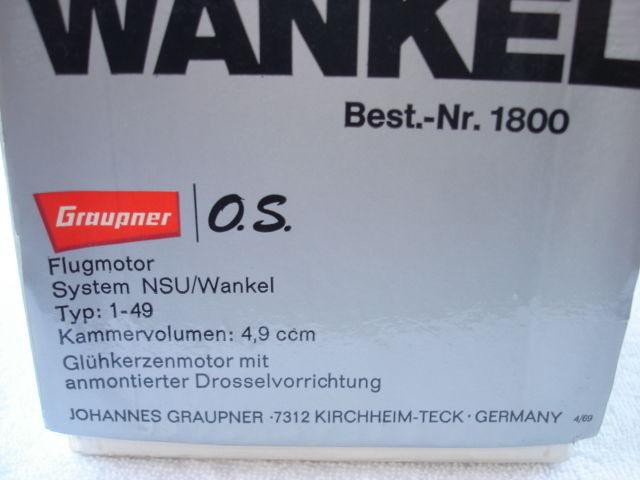 WANKEL
Best.-Nr. 1800
Graupner O.S.
Flugmotor
System NSU/Wankel
Typ: 1-49
Kammervolumen: 4,9 ccm
Glühkerzenmotor mit
anmontierter Drosselvorrichtung
JOHANNES GRAUPNER ·7312 KIRCHHEIM-TECK · GERMANY 4/69